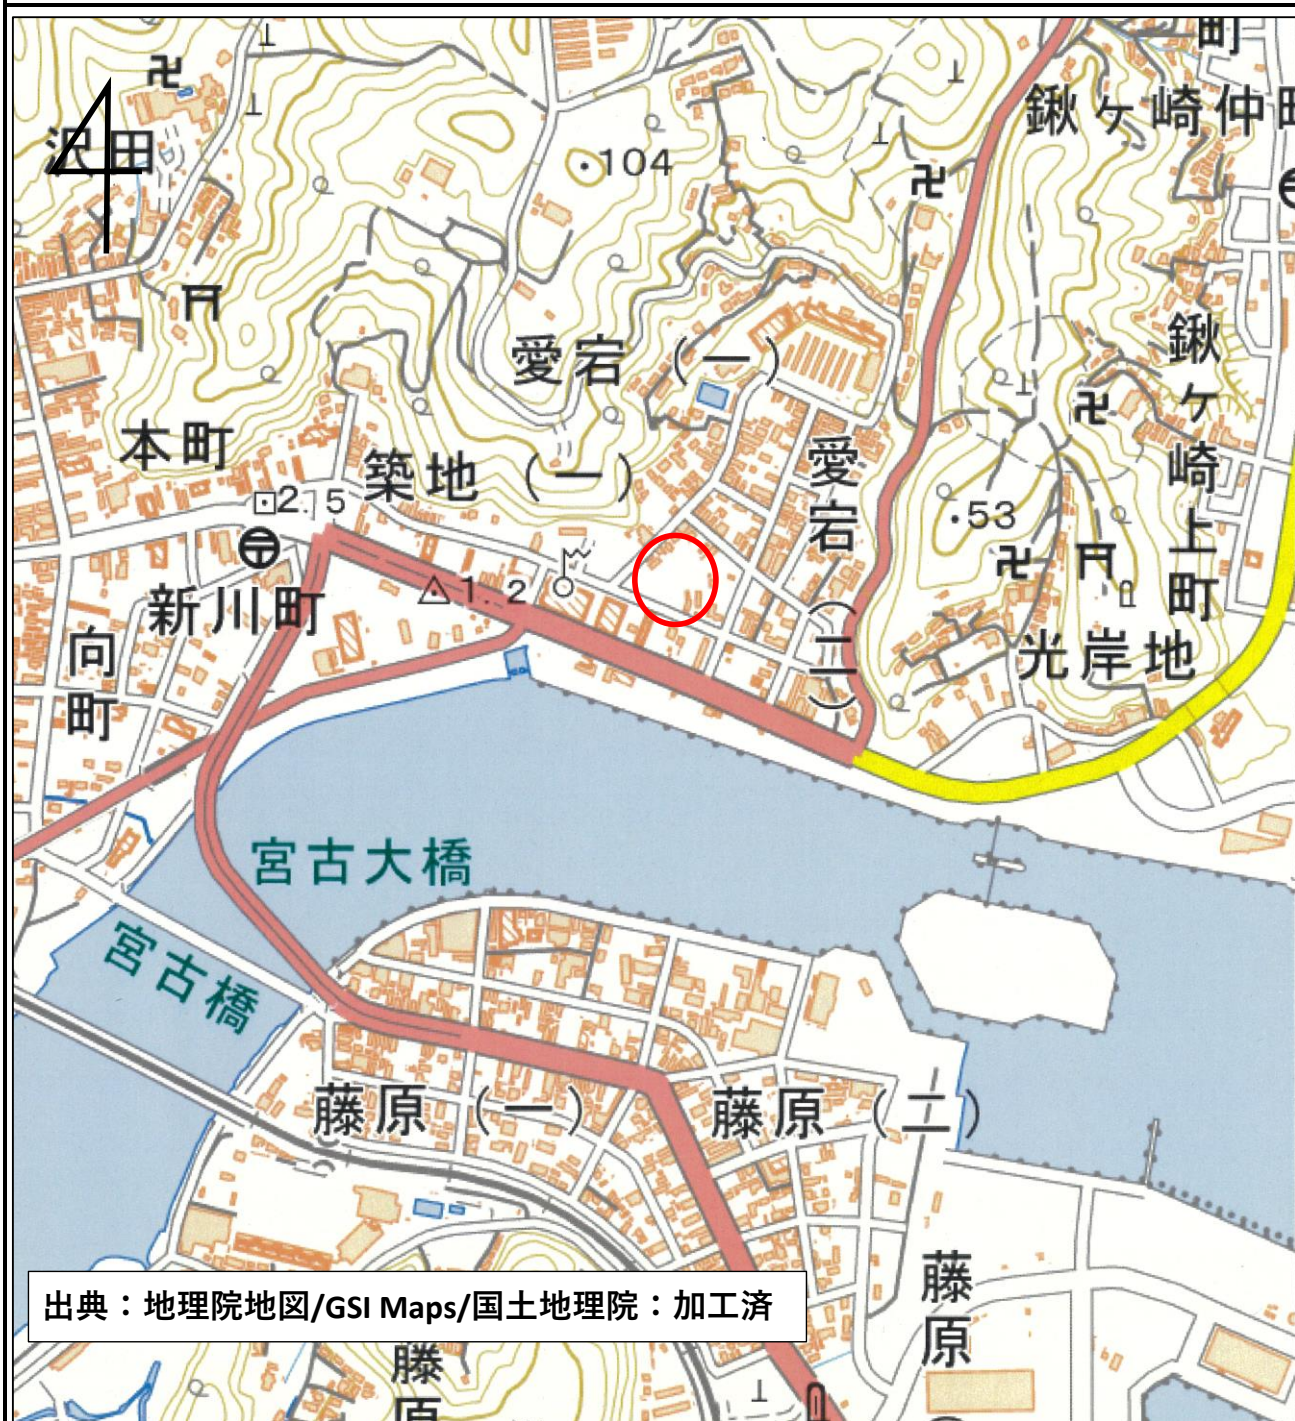 町
鍬ヶ崎仲町
沢田
・104
愛宕（一）
鍬ヶ崎上町
本町
築地（一）
愛宕（二）
2.5
・53
1.2
新川町
向町
光岸地
宮古大橋
宮古橋
藤原（一）
藤原（二）
藤原
出典：地理院地図/GSI Maps/国土地理院：加工済
藤原